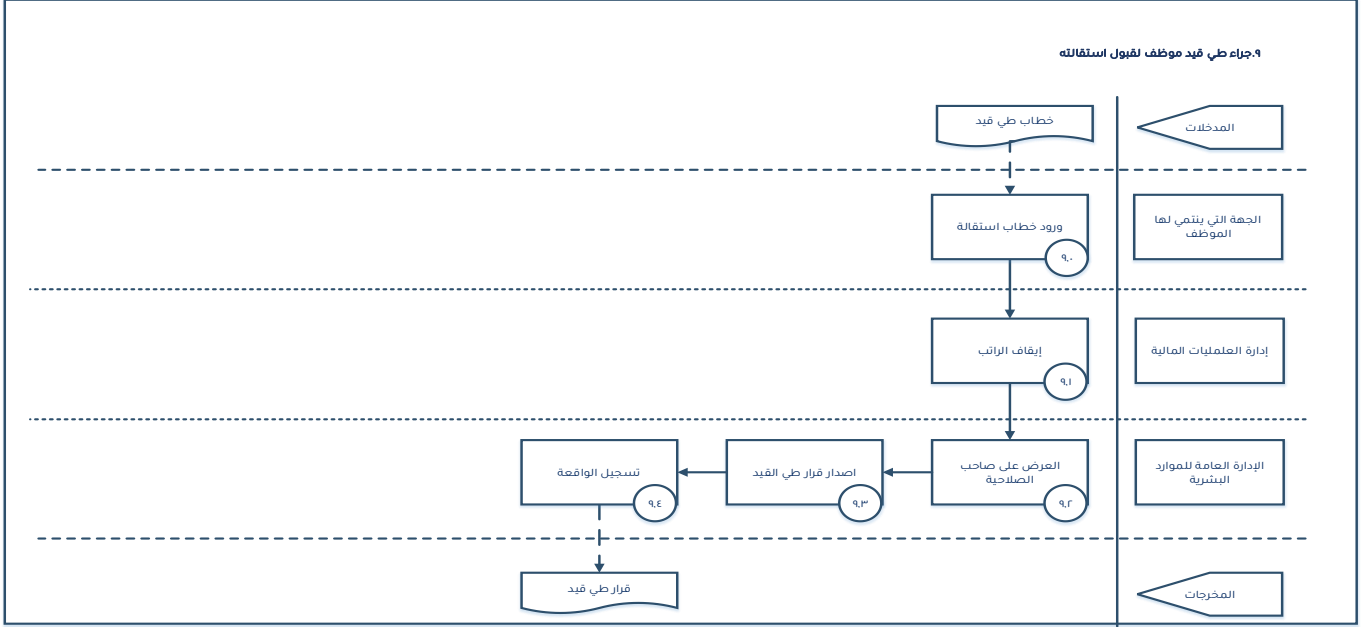 ٩.جراء طي قيد موظف لقبول استقالته
المدخلات
خطاب طي قيد
الجهة التي ينتمي لها
الموظف
ورود خطاب استقالة
٩.٠
إدارة العلمليات المالية
إيقاف الراتب
٩.١
الإدارة العامة للموارد
البشرية
العرض على صاحب
الصلاحية
٩.٢
اصدار قرار طي القيد
٩.٣
تسجيل الواقعة
٩.٤
المخرجات
قرار طي قيد